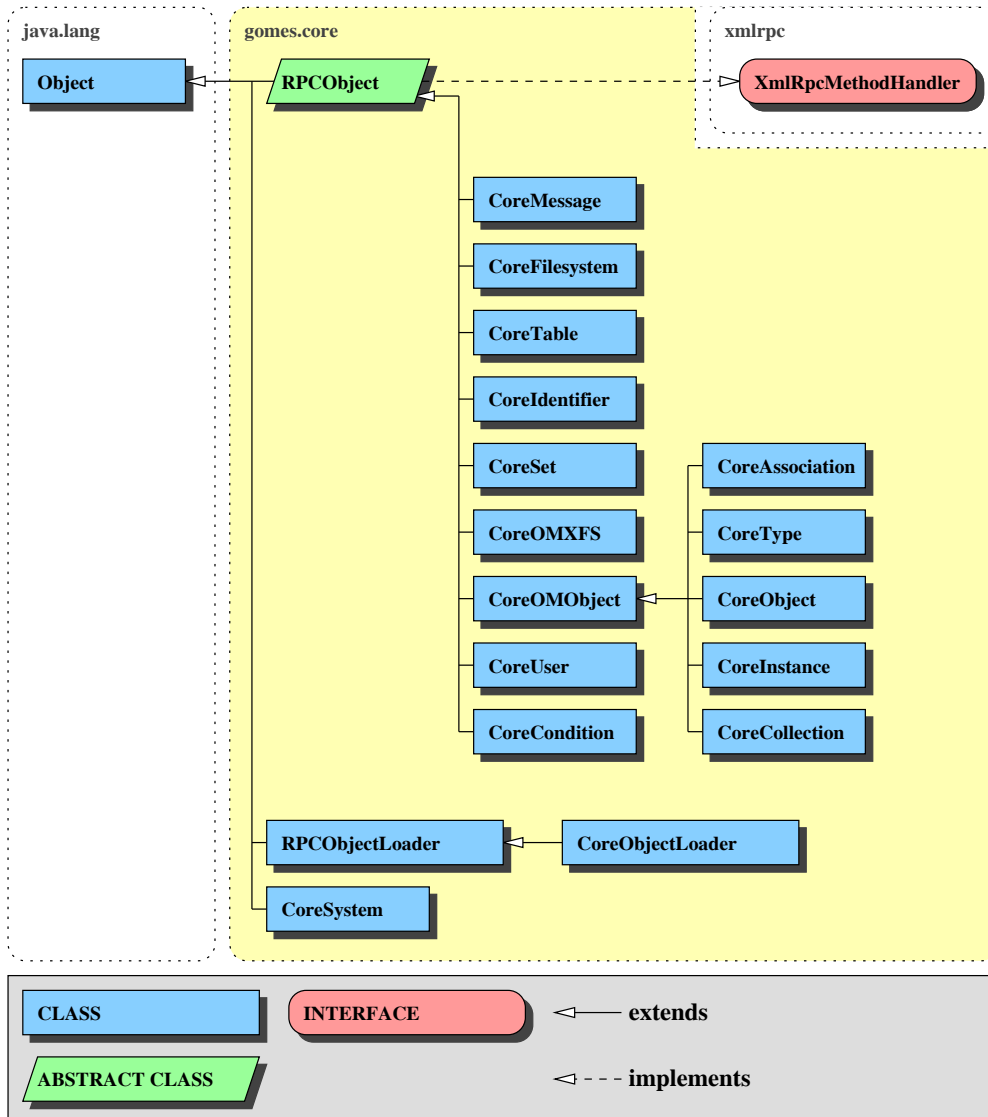 java.lang
gomes.core
xmlrpc
Object
RPCObject
XmlRpcMethodHandler
CoreMessage
CoreFilesystem
CoreTable
CoreIdentifier
CoreSet
CoreAssociation
CoreOMXFS
CoreType
CoreOMObject
CoreObject
CoreUser
CoreInstance
CoreCondition
CoreCollection
RPCObjectLoader
CoreObjectLoader
CoreSystem
CLASS
INTERFACE
extends
ABSTRACT CLASS
implements